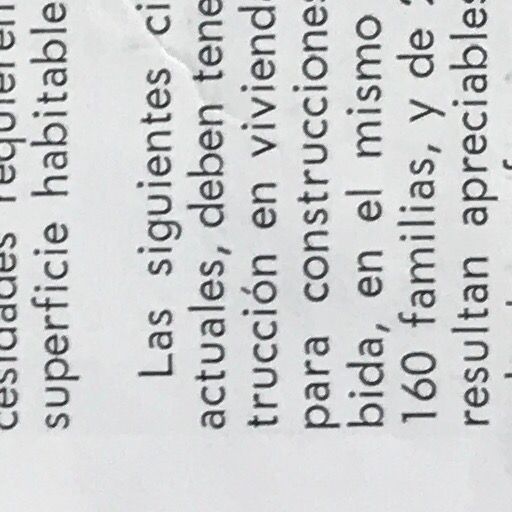 cesidades requieren
superficie habitable
Las siguientes ci
actuales, deben tene
trucción en viviend
para construcciones
bida, en el mismo
160 familias, y de
resultan apreciables